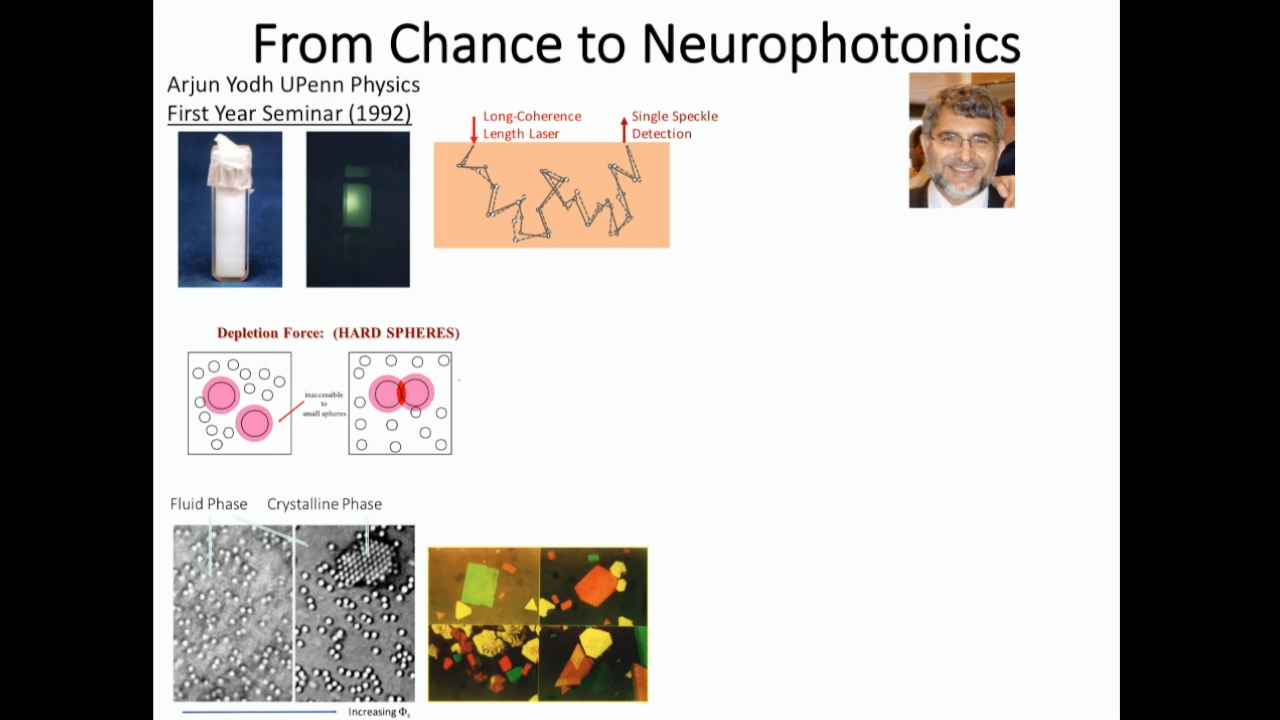 From Chance to Neurophotonics
Arjun Yodh UPenn Physics
First Year Seminar (1992)
Long-Coherence
Length Laser
Single Speckle
Detection
Depletion Force: (HARD SPHERES)
inaccessible
to
small spheres
Fluid Phase
Crystalline Phase
Increasing Φs